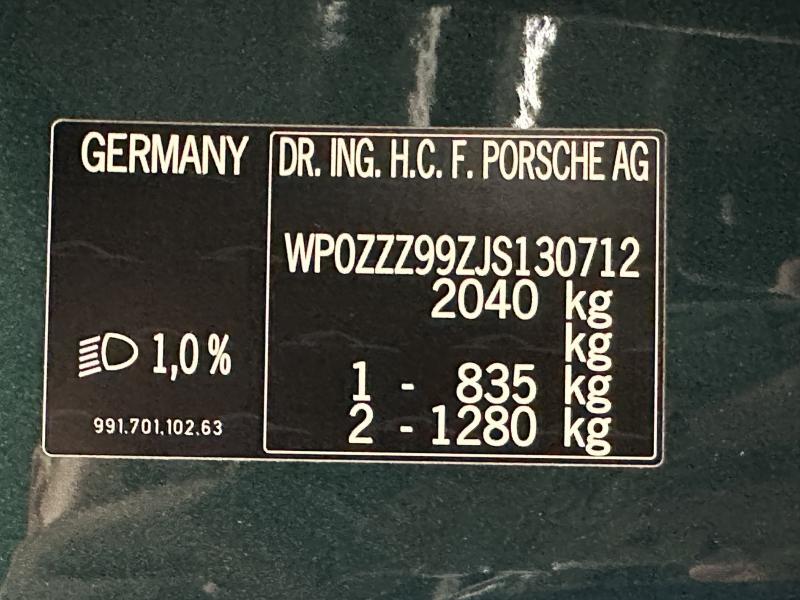 GERMANY
DR. ING. H.C. F. PORSCHE AG
WP0ZZZ99ZJS130712
2040 kg
kg
1,0 %
1 - 835 kg
2 - 1280 kg
991.701.102.63